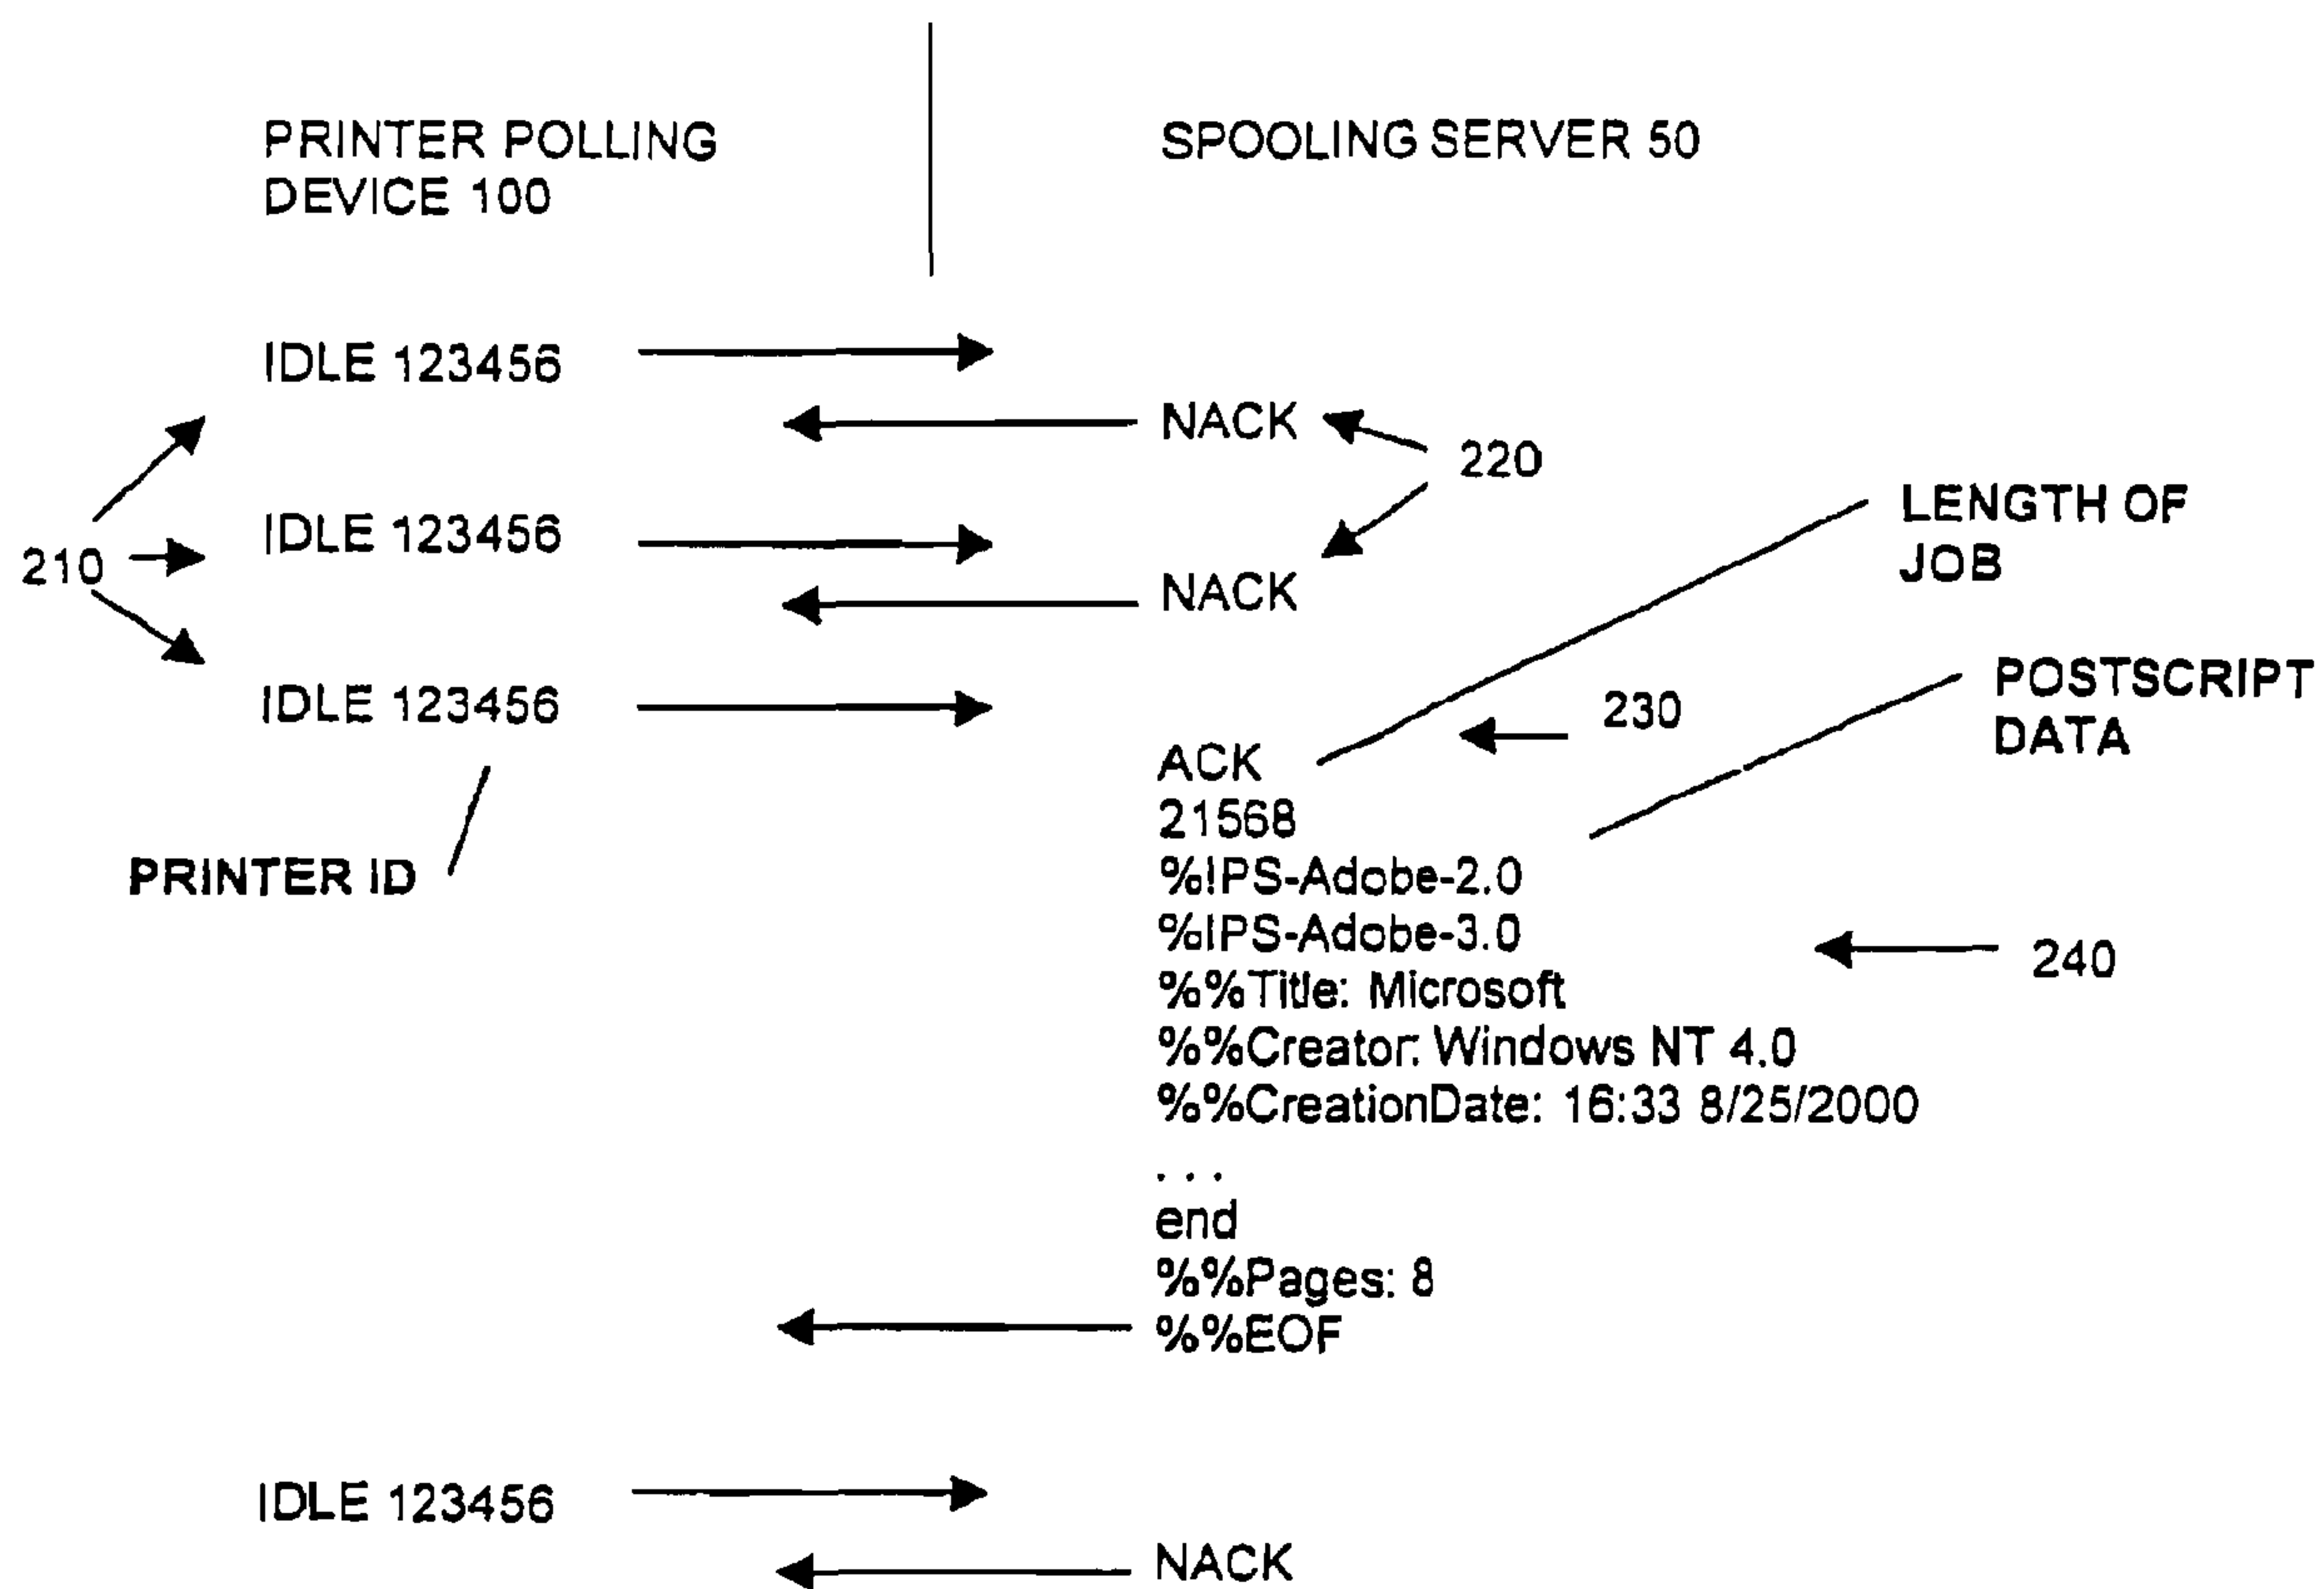 PRINTER POLLING
DEVICE 100
SPOOLING SERVER 50
IDLE 123456
NACK
220
LENGTH OF
JOB
IDLE 123456
210
NACK
POSTSCRIPT
DATA
IDLE 123456
230
ACK
21568
PRINTER ID
%!PS-Adobe-2.0
%!PS-Adobe-3.0
240
%%Title: Microsoft
%%Creator: Windows NT 4.0
%%CreationDate: 16:33 8/25/2000
. . .
end
%%Pages: 8
%%EOF
IDLE 123456
NACK